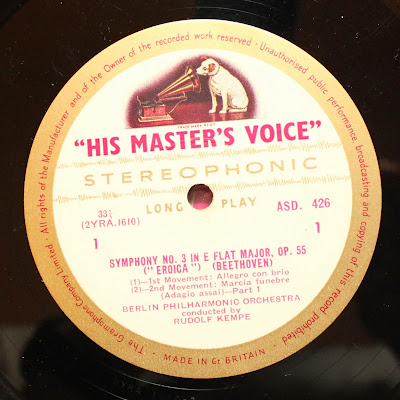 All rights of the Manufacturer and of the Owner of the recorded work reserved. Unauthorised public performance broadcasting and copying of this record prohibited. The Gramophone Company Limited.
TRADE MARK
"HIS MASTER'S VOICE"
STEREOPHONIC
LONG PLAY
33⅓
(2YRA.1616)
ASD. 426
1
1
SYMPHONY NO. 3 IN E FLAT MAJOR, OP. 55
("EROICA") (BEETHOVEN)
(1)—1st Movement: Allegro con brio
(2)—2nd Movement: Marcia funebre
(Adagio assai)—Part 1
BERLIN PHILHARMONIC ORCHESTRA
conducted by
RUDOLF KEMPE
MADE IN Gt BRITAIN